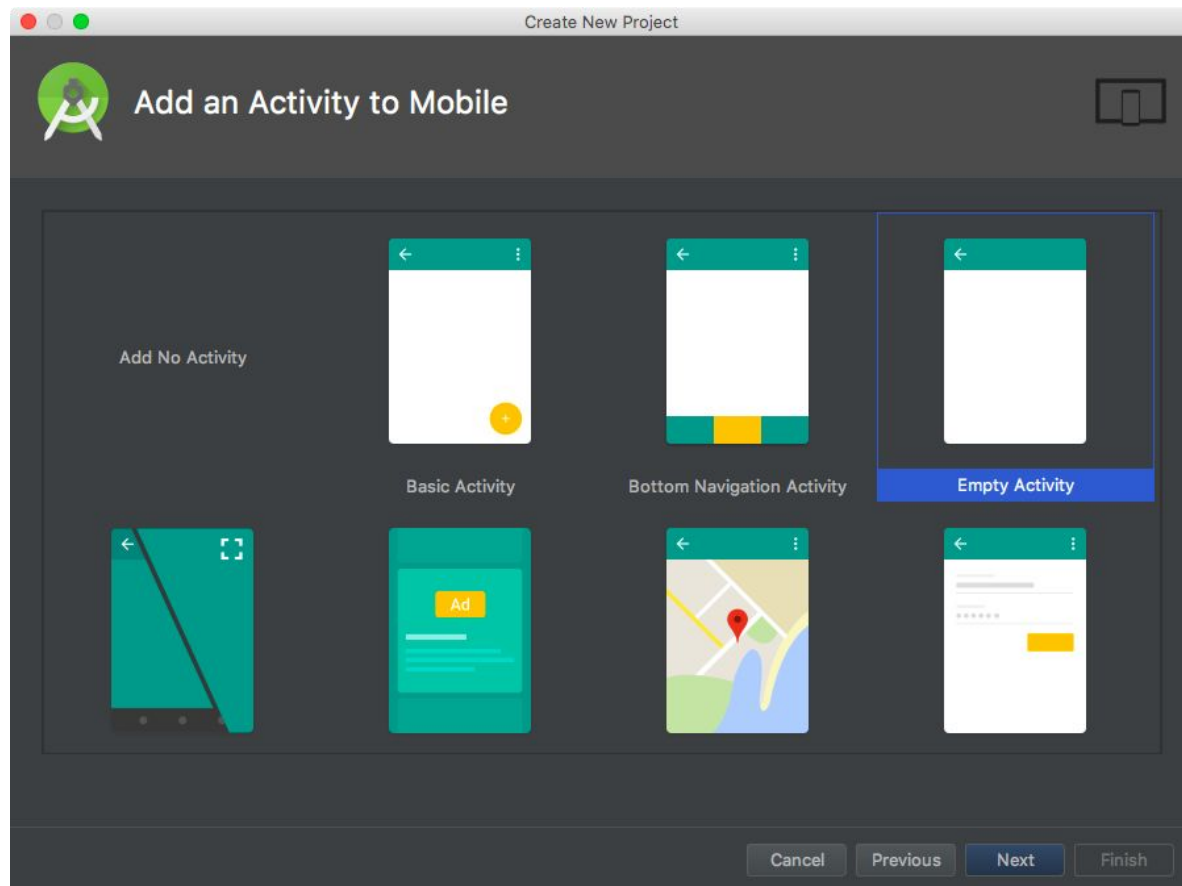 Create New Project
Add an Activity to Mobile
Add No Activity
Basic Activity
Bottom Navigation Activity
Empty Activity
Ad
Cancel
Previous
Next
Finish